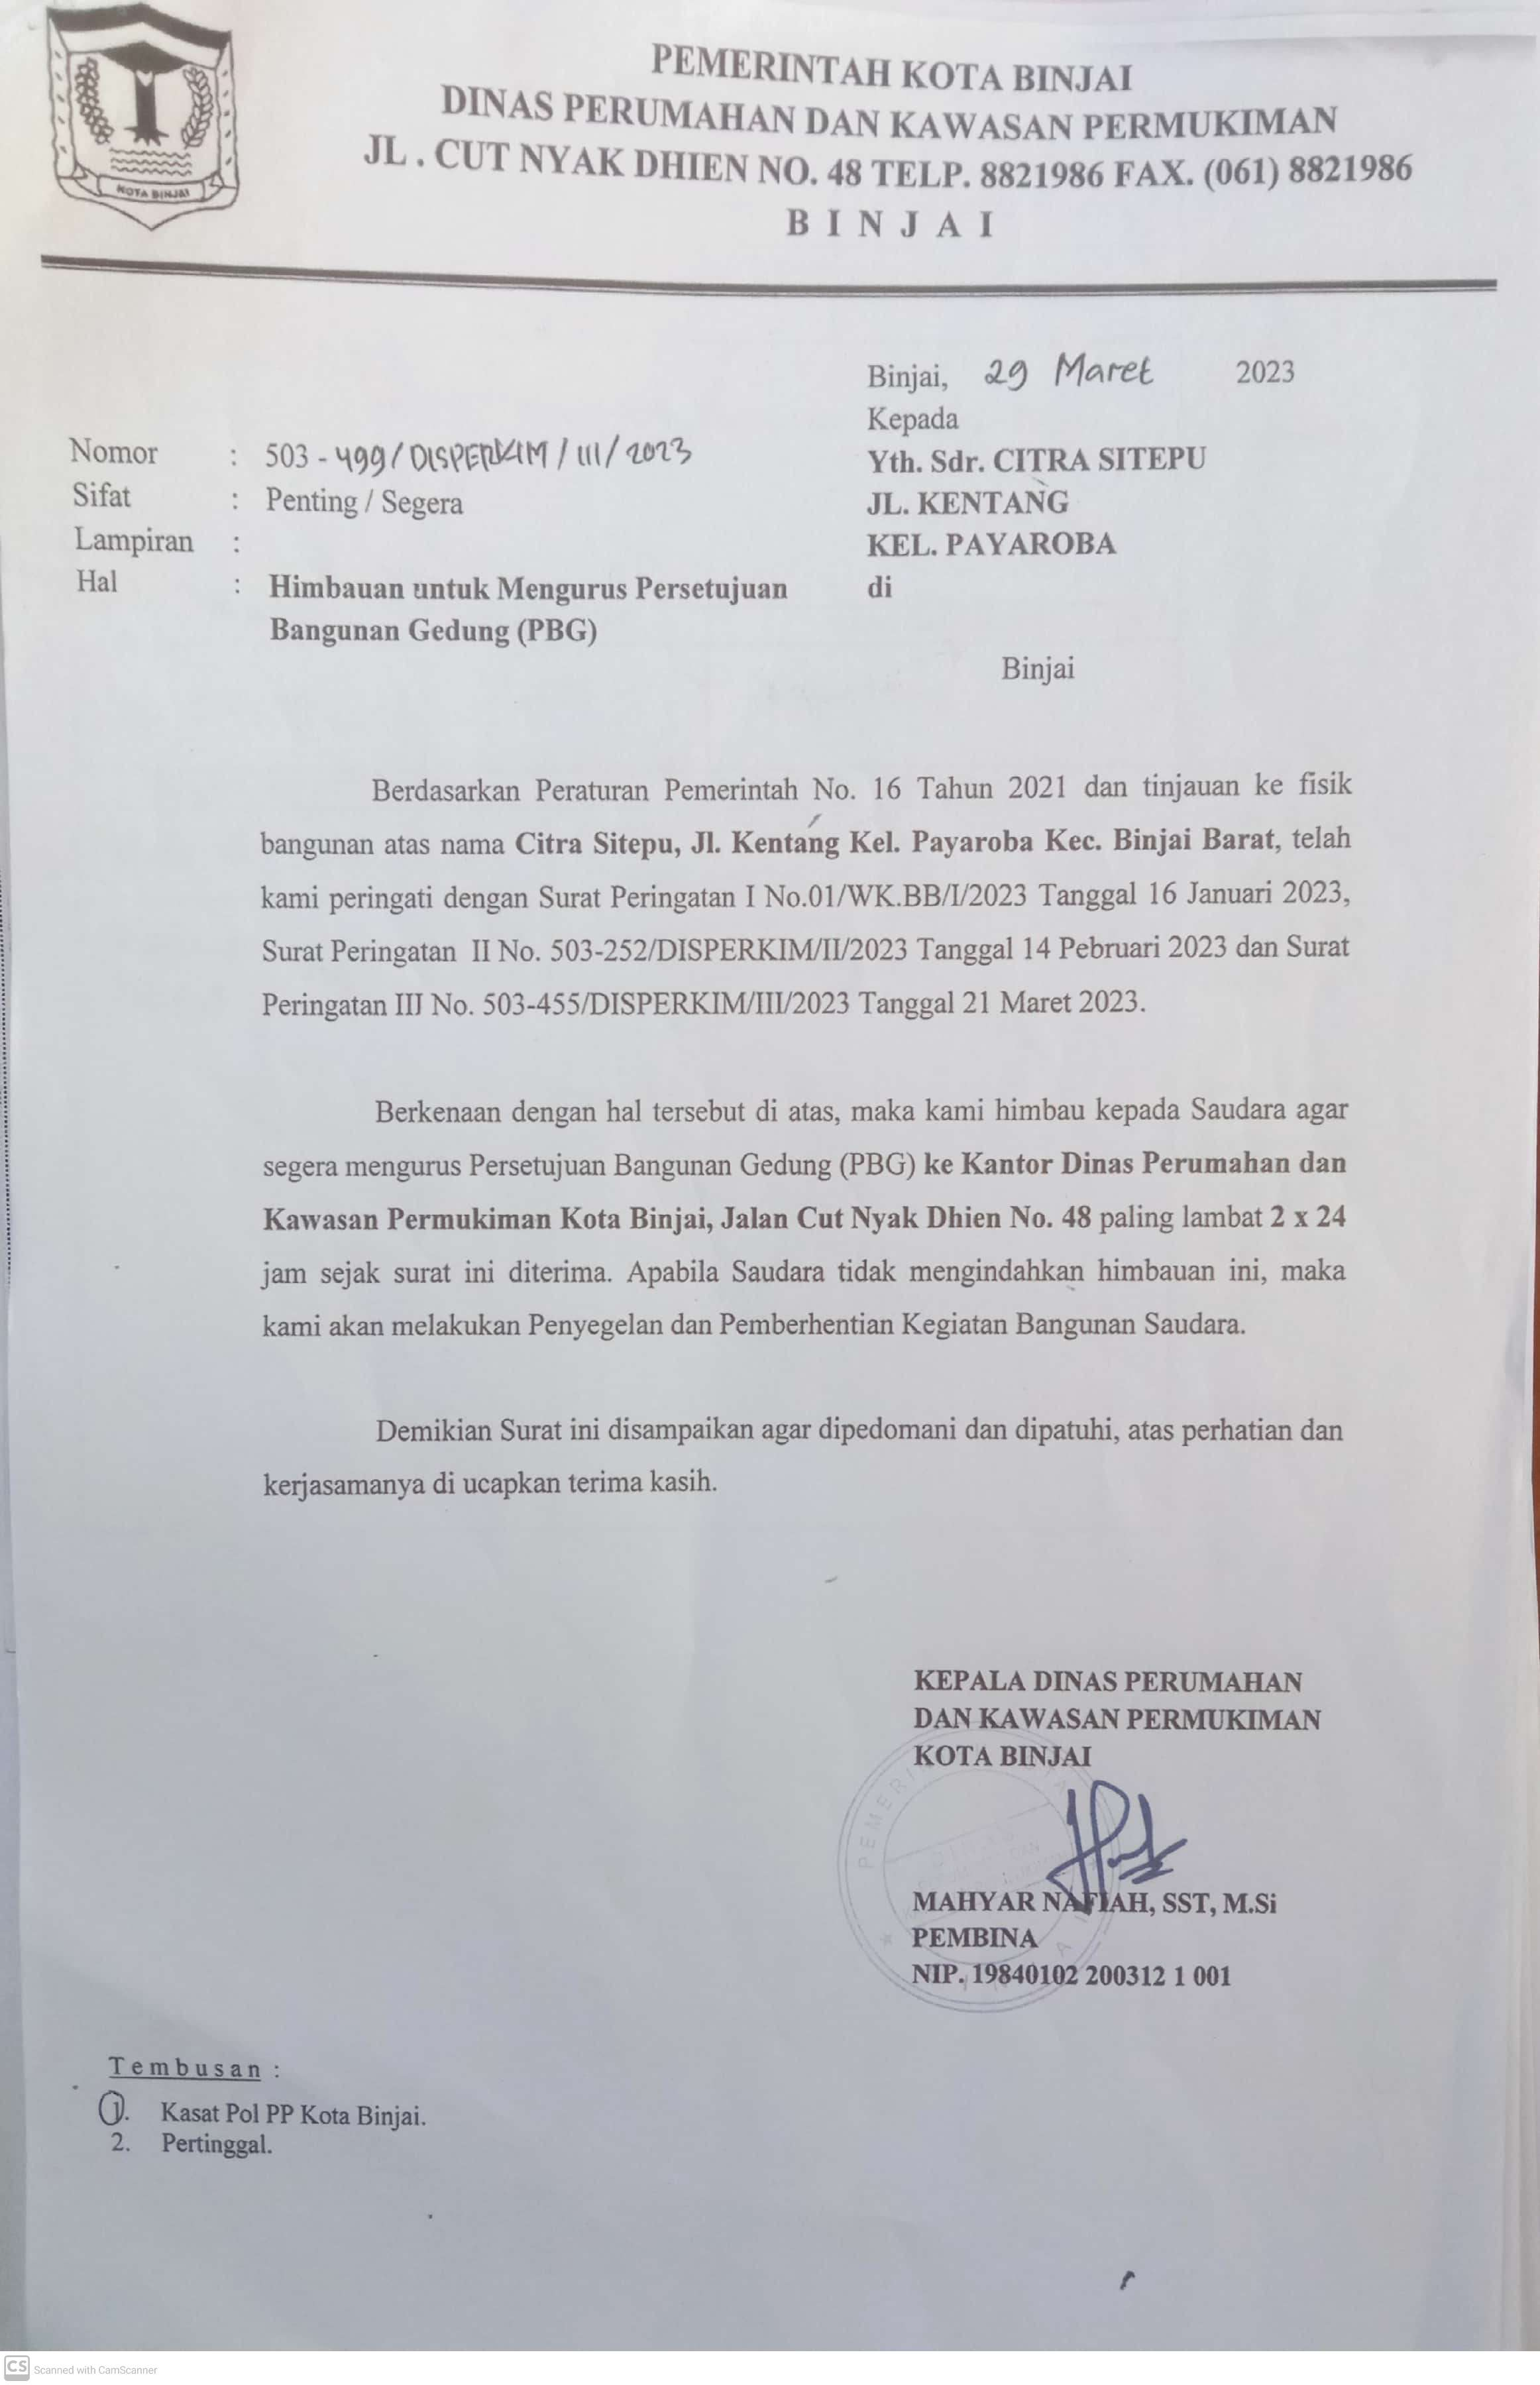 KOTA BINJAI
PEMERINTAH KOTA BINJAI
DINAS PERUMAHAN DAN KAWASAN PERMUKIMAN
JL . CUT NYAK DHIEN NO. 48 TELP. 8821986 FAX. (061) 8821986
B I N J A I
Binjai, 29 Maret 2023
Kepada
Yth. Sdr. CITRA SITEPU
JL. KENTANG
KEL. PAYAROBA
di
Binjai
Nomor : 503 - 499 / DISPERKIM / III / 2023
Sifat : Penting / Segera
Lampiran :
Hal : Himbauan untuk Mengurus Persetujuan
Bangunan Gedung (PBG)
Berdasarkan Peraturan Pemerintah No. 16 Tahun 2021 dan tinjauan ke fisik
bangunan atas nama Citra Sitepu, Jl. Kentang Kel. Payaroba Kec. Binjai Barat, telah
kami peringati dengan Surat Peringatan I No.01/WK.BB/I/2023 Tanggal 16 Januari 2023,
Surat Peringatan II No. 503-252/DISPERKIM/II/2023 Tanggal 14 Pebruari 2023 dan Surat
Peringatan III No. 503-455/DISPERKIM/III/2023 Tanggal 21 Maret 2023.
Berkenaan dengan hal tersebut di atas, maka kami himbau kepada Saudara agar
segera mengurus Persetujuan Bangunan Gedung (PBG) ke Kantor Dinas Perumahan dan
Kawasan Permukiman Kota Binjai, Jalan Cut Nyak Dhien No. 48 paling lambat 2 x 24
jam sejak surat ini diterima. Apabila Saudara tidak mengindahkan himbauan ini, maka
kami akan melakukan Penyegelan dan Pemberhentian Kegiatan Bangunan Saudara.
Demikian Surat ini disampaikan agar dipedomani dan dipatuhi, atas perhatian dan
kerjasamanya di ucapkan terima kasih.
KEPALA DINAS PERUMAHAN
DAN KAWASAN PERMUKIMAN
KOTA BINJAI
MAHYAR NAFIAH, SST, M.Si
PEMBINA
NIP. 19840102 200312 1 001
Tembusan :
1. Kasat Pol PP Kota Binjai.
2. Pertinggal.
CS Scanned with CamScanner